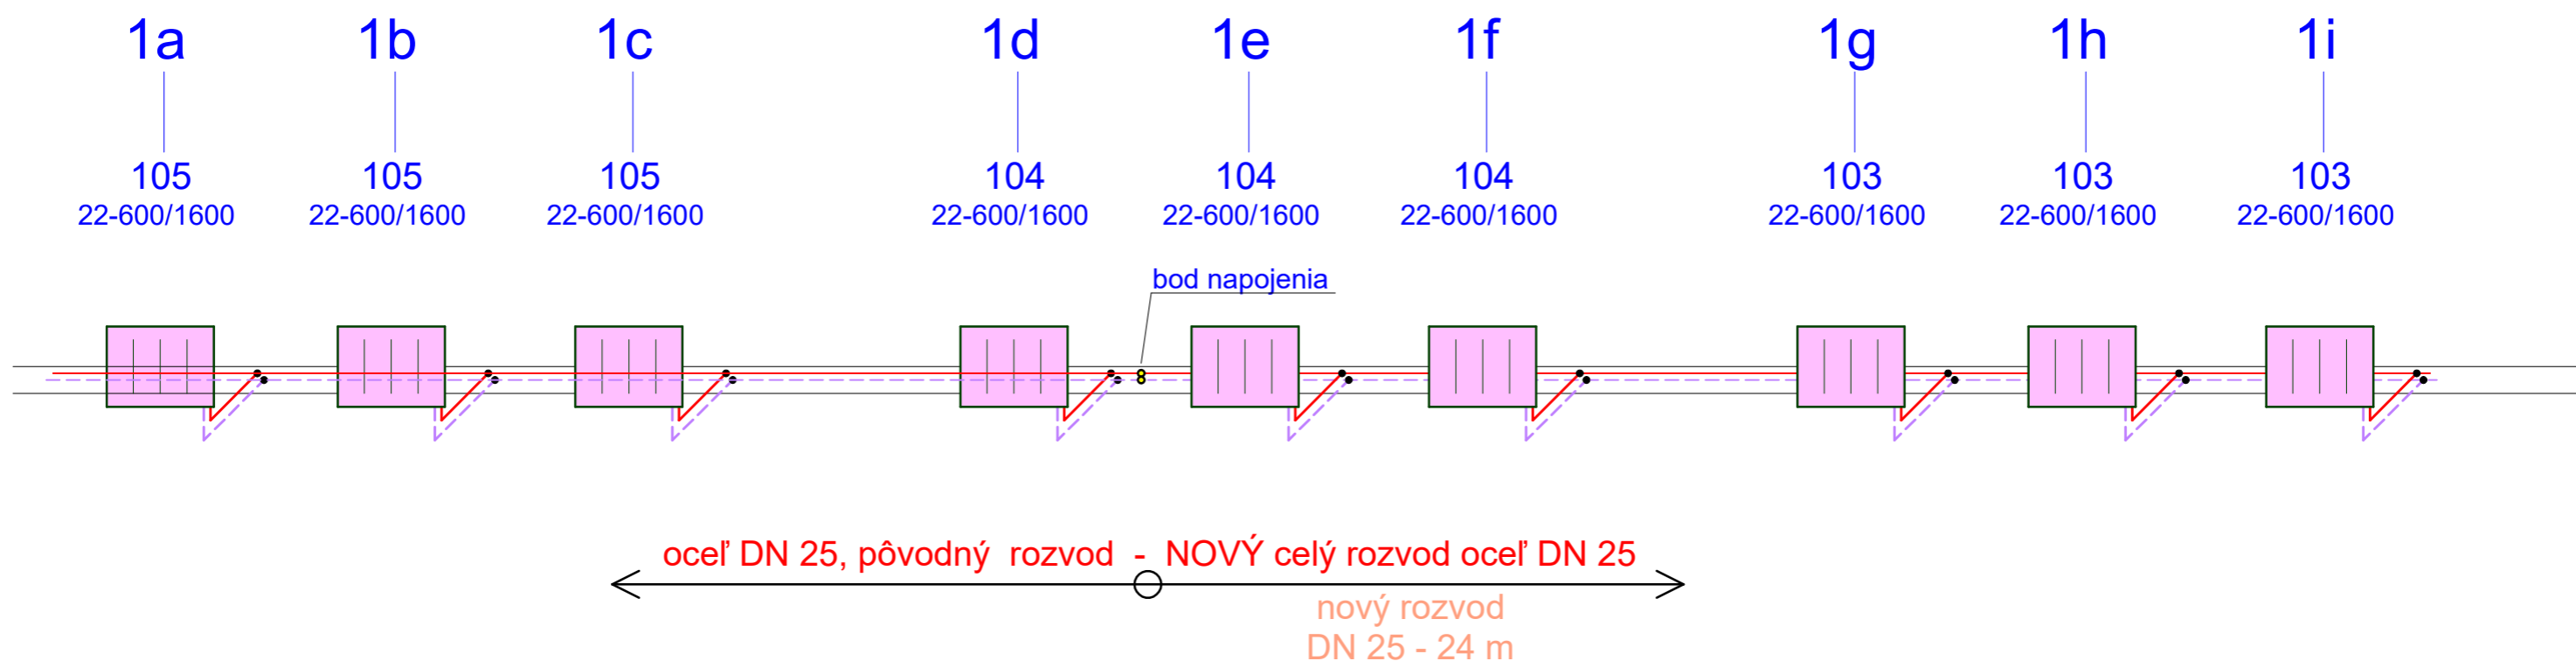 1a 1b 1c 1d 1e 1f 1g 1h 1i
105 105 105 104 104 104 103 103 103
22-600/1600 22-600/1600 22-600/1600 22-600/1600 22-600/1600 22-600/1600 22-600/1600 22-600/1600 22-600/1600
bod napojenia
oceľ DN 25, pôvodný rozvod - NOVÝ celý rozvod oceľ DN 25
nový rozvod
DN 25 - 24 m